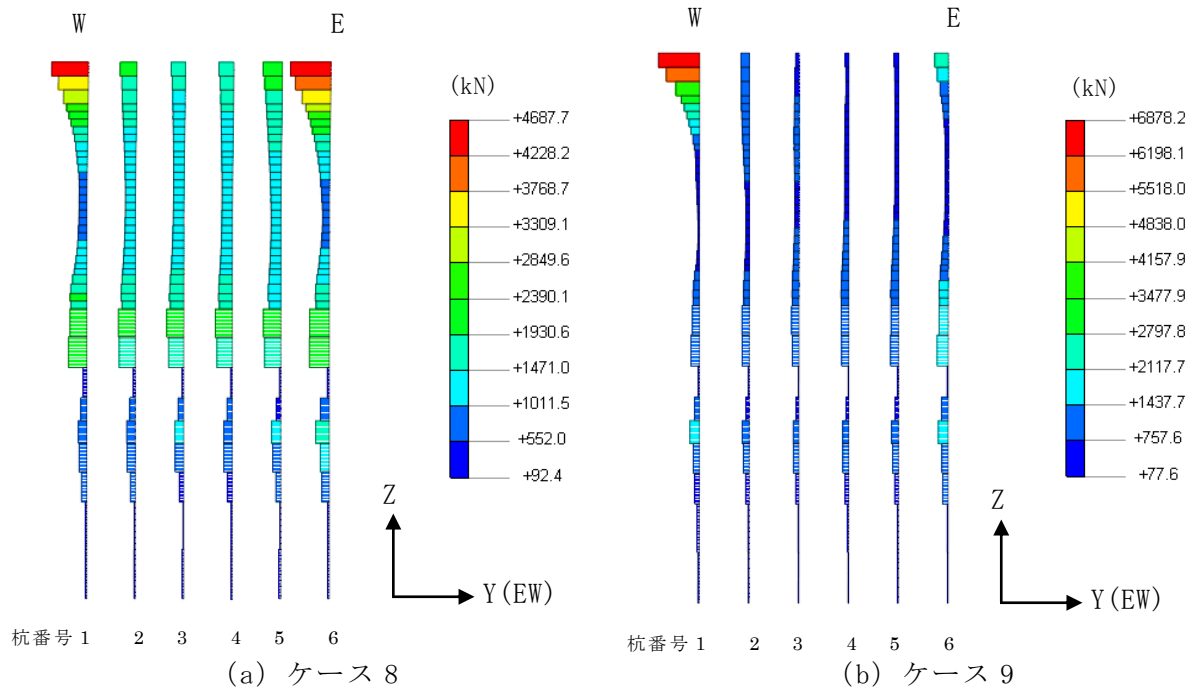 W E
(kN)
+4687.7
+4228.2
+3768.7
+3309.1
+2849.6
+2390.1
+1930.6
+1471.0
+1011.5
+552.0
+92.4
Z
Y(EW)
杭番号 1 2 3 4 5 6
(a) ケース 8
W E
(kN)
+6878.2
+6198.1
+5518.0
+4838.0
+4157.9
+3477.9
+2797.8
+2117.7
+1437.7
+757.6
+77.6
Z
Y(EW)
杭番号 1 2 3 4 5 6
(b) ケース 9